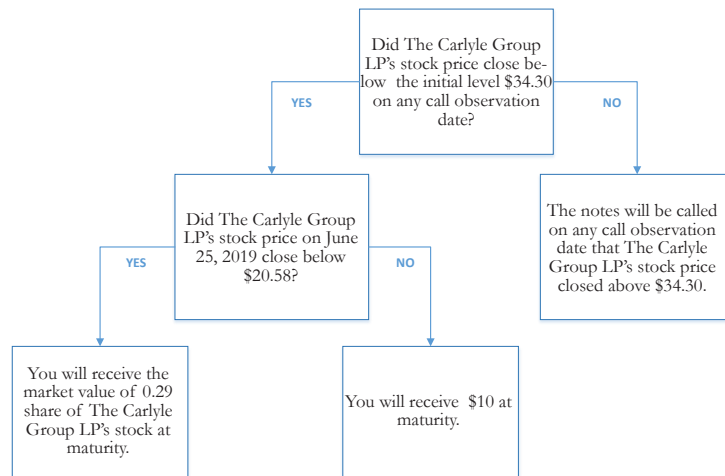 Did The Carlyle Group
LP's stock price close be-
low the initial level $34.30
on any call observation
date?
YES
NO
Did The Carlyle Group
LP's stock price on June
25, 2019 close below
$20.58?
The notes will be called
on any call observation
date that The Carlyle
Group LP's stock price
closed above $34.30.
YES
NO
You will receive the
market value of 0.29
share of The Carlyle
Group LP's stock at
maturity.
You will receive $10 at
maturity.